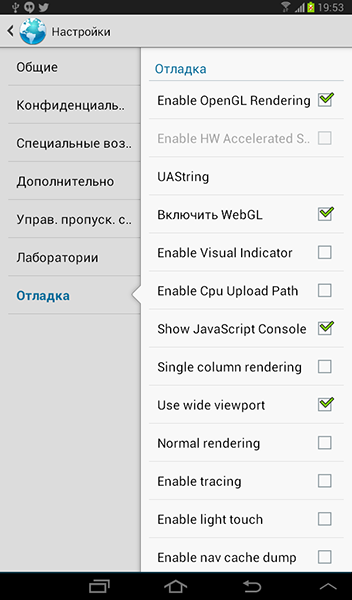 19:53
Настройки
Общие
Конфиденциаль..
Специальные воз..
Дополнительно
Управ. пропуск. с..
Лаборатории
Отладка
Отладка
Enable OpenGL Rendering
Enable HW Accelerated S..
UAString
Включить WebGL
Enable Visual Indicator
Enable Cpu Upload Path
Show JavaScript Console
Single column rendering
Use wide viewport
Normal rendering
Enable tracing
Enable light touch
Enable nav cache dump